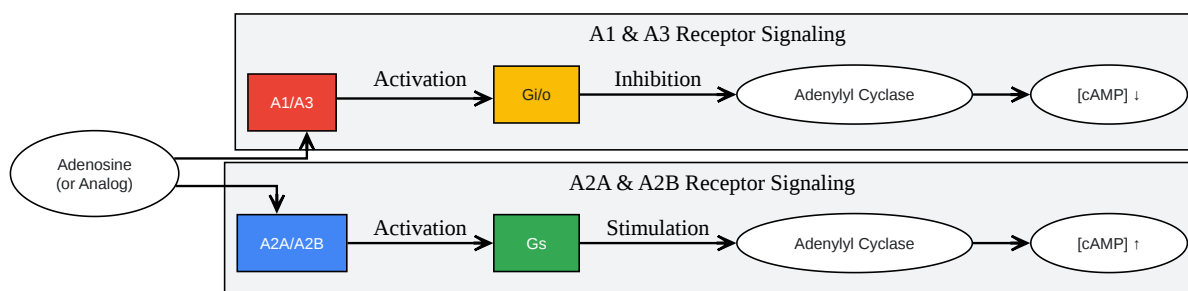 A1 & A3 Receptor Signaling
A1/A3
Activation
Gi/o
Inhibition
Adenylyl Cyclase
[cAMP] ↓
Adenosine
(or Analog)
A2A & A2B Receptor Signaling
A2A/A2B
Activation
Gs
Stimulation
Adenylyl Cyclase
[cAMP] ↑